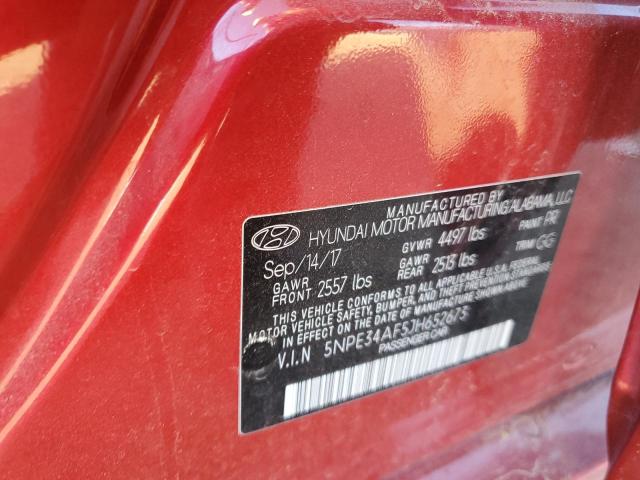 MANUFACTURED BY
HYUNDAI MOTOR MANUFACTURING ALABAMA, LLC
Sep/14/17 GVWR 4497 lbs PAINT PR
GAWR FRONT 2557 lbs GAWR REAR 2513 lbs TRIM GG
THIS VEHICLE CONFORMS TO ALL APPLICABLE U.S.A. FEDERAL
MOTOR VEHICLE SAFETY, BUMPER, AND THEFT PREVENTION STANDARDS
IN EFFECT ON THE DATE OF MANUFACTURE SHOWN ABOVE.
V.I.N 5NPE34AF5JH652673
PASSENGER CAR